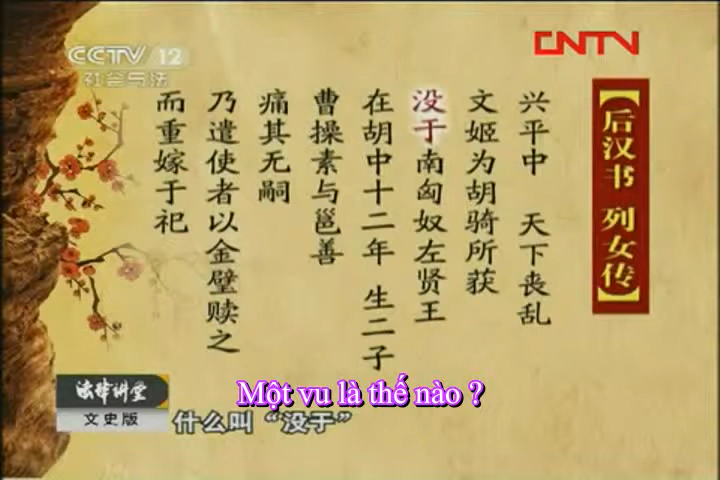 CCTV 12
社会与法
CNTV
【后汉书 列女传】
兴平中 天下丧乱
文姬为胡骑所获
没于南匈奴左贤王
在胡中十二年 生二子
曹操素与邕善
痛其无嗣
乃遣使者以金璧赎之
而重嫁于祀
法律讲堂
文史版
Một vu là thế nào ?
什么叫“没于”